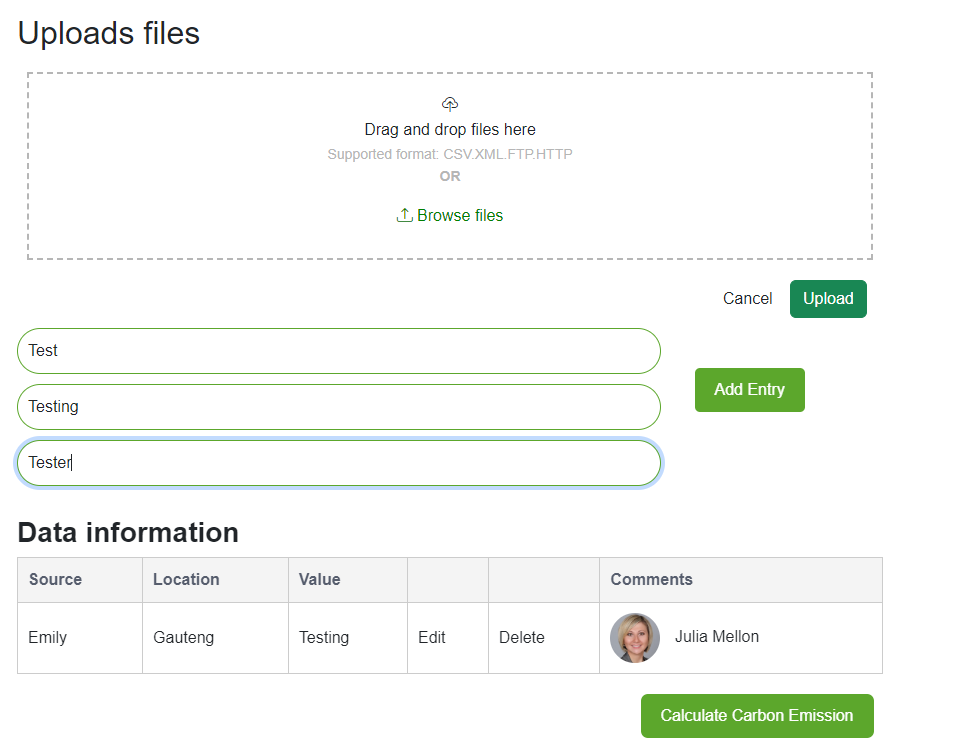 Uploads files
Drag and drop files here
Supported format: CSV.XML.FTP.HTTP
OR
Browse files
Cancel Upload
Test
Add Entry
Testing
Tester
Data information
Source Location Value Comments
Emily Gauteng Testing Edit Delete Julia Mellon
Calculate Carbon Emission